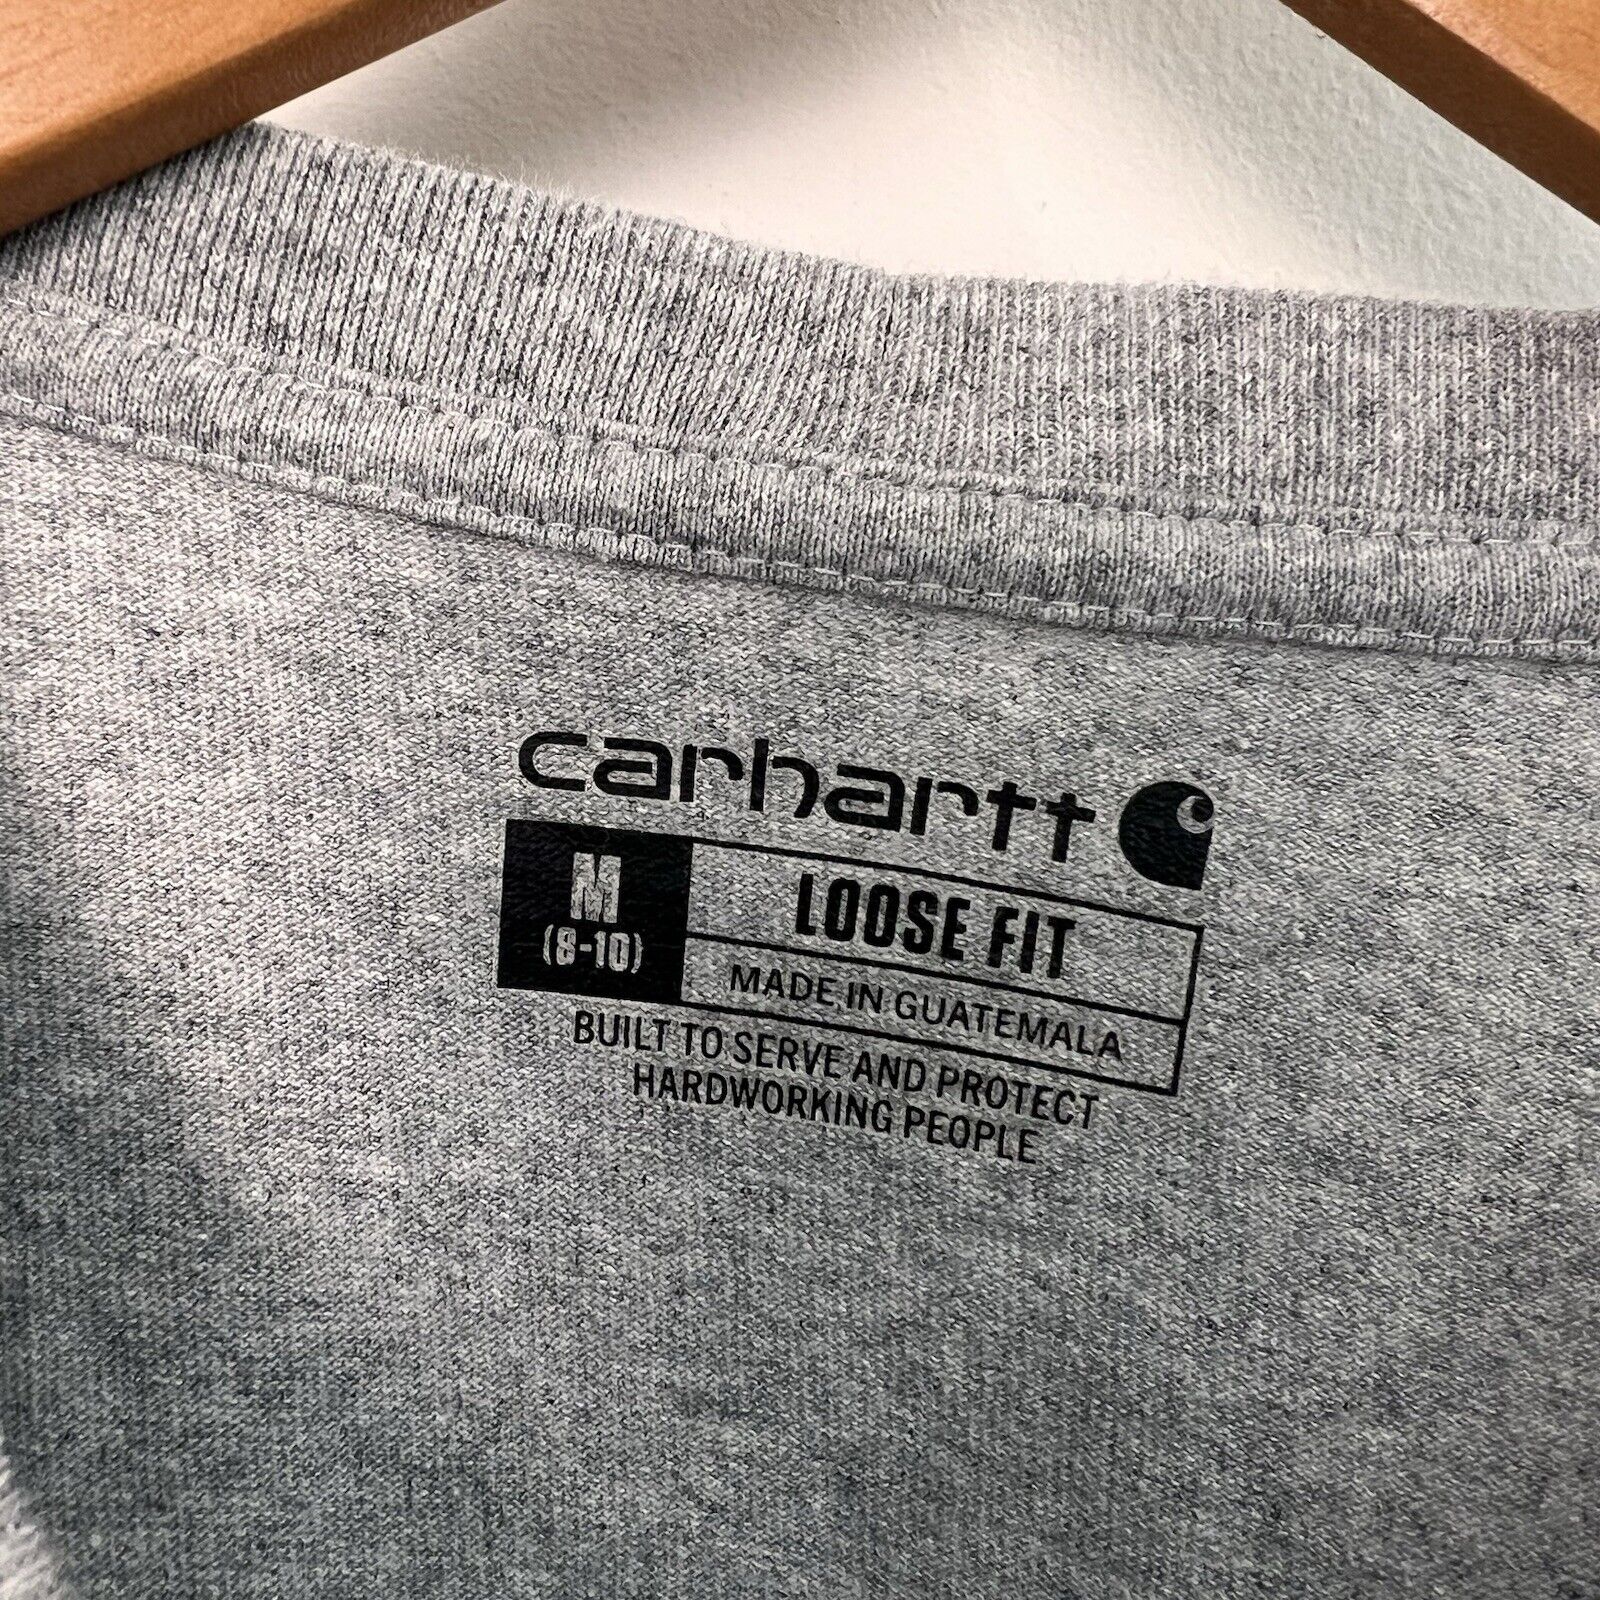 carhartt
M
(8-10)
LOOSE FIT
MADE IN GUATEMALA
BUILT TO SERVE AND PROTECT
HARDWORKING PEOPLE